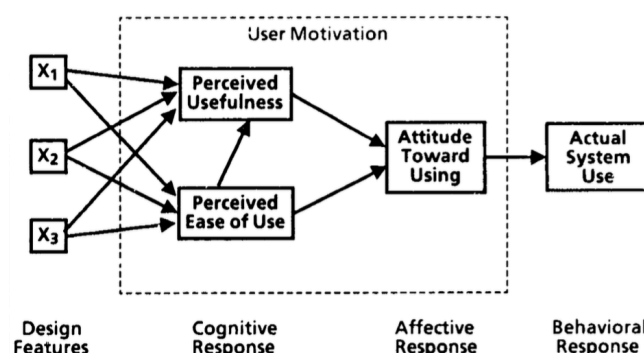 User Motivation
X1
X2
X3
Perceived
Usefulness
Perceived
Ease of Use
Attitude
Toward
Using
Actual
System
Use
Design
Features
Cognitive
Response
Affective
Response
Behavioral
Response